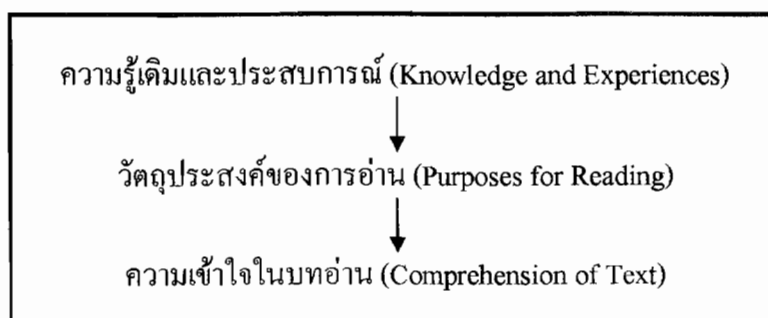 ความรู้เดิมและประสบการณ์ (Knowledge and Experiences)
วัตถุประสงค์ของการอ่าน (Purposes for Reading)
ความเข้าใจในบทอ่าน (Comprehension of Text)